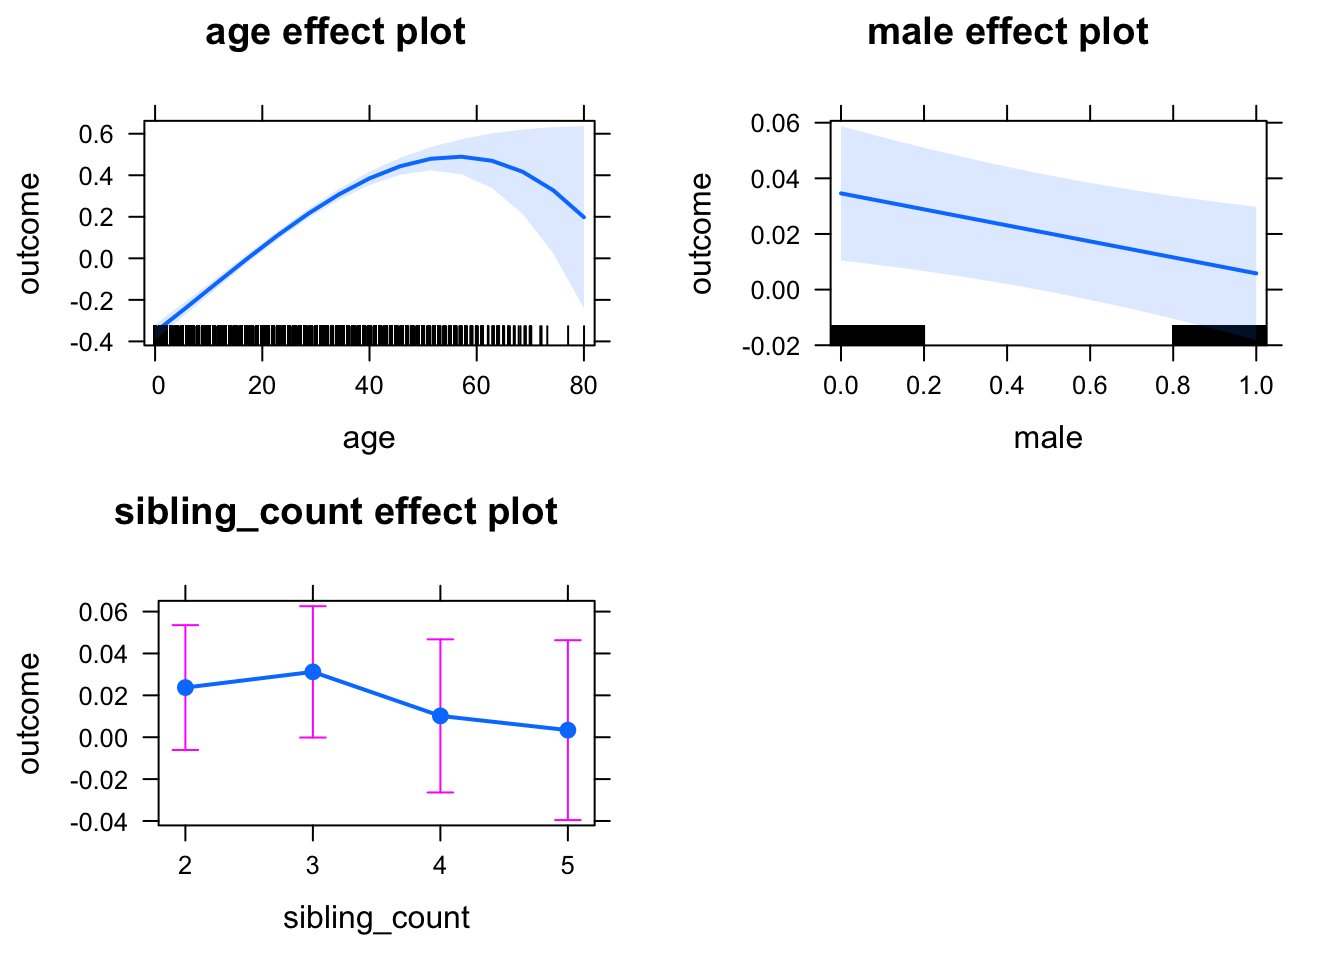 age effect plot
0.6
0.4
0.2
0.0
-0.2
-0.4
outcome
0 20 40 60 80
age
male effect plot
0.06
0.04
0.02
0.00
-0.02
outcome
0.0 0.2 0.4 0.6 0.8 1.0
male
sibling_count effect plot
0.06
0.04
0.02
0.00
-0.02
-0.04
outcome
2 3 4 5
sibling_count